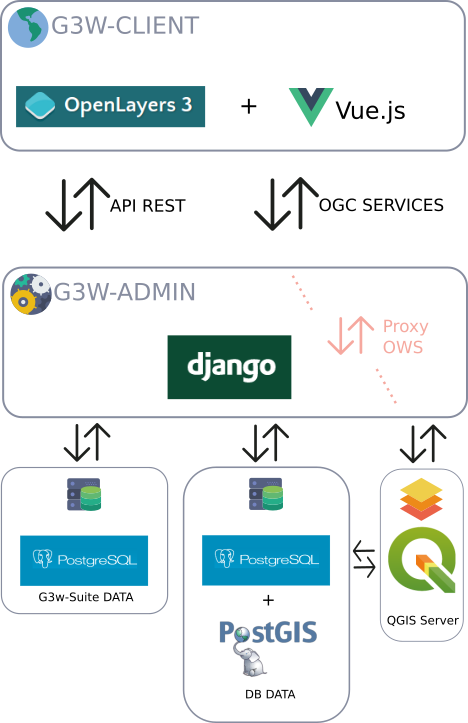 G3W-CLIENT
OpenLayers 3
+
Vue.js
API REST
OGC SERVICES
G3W-ADMIN
Proxy
OWS
django
PostgreSQL
G3w-Suite DATA
PostgreSQL
+
PostGIS
DB DATA
QGIS Server